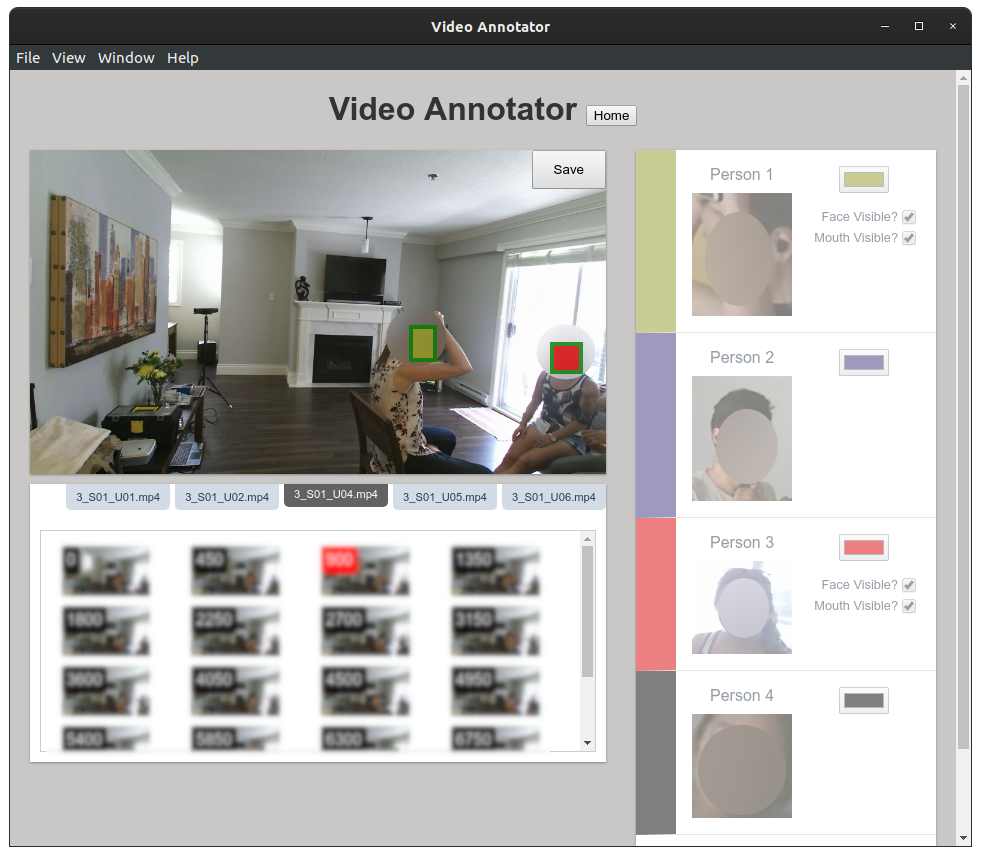 Video Annotator
File View Window Help
Video Annotator Home
Save
3_S01_U01.mp4 3_S01_U02.mp4 3_S01_U04.mp4 3_S01_U05.mp4 3_S01_U06.mp4
0 450 900 1350
1800 2250 2700 3150
3600 4050 4500 4950
5400 5850 6300 6750
Person 1
Face Visible?
Mouth Visible?
Person 2
Person 3
Face Visible?
Mouth Visible?
Person 4